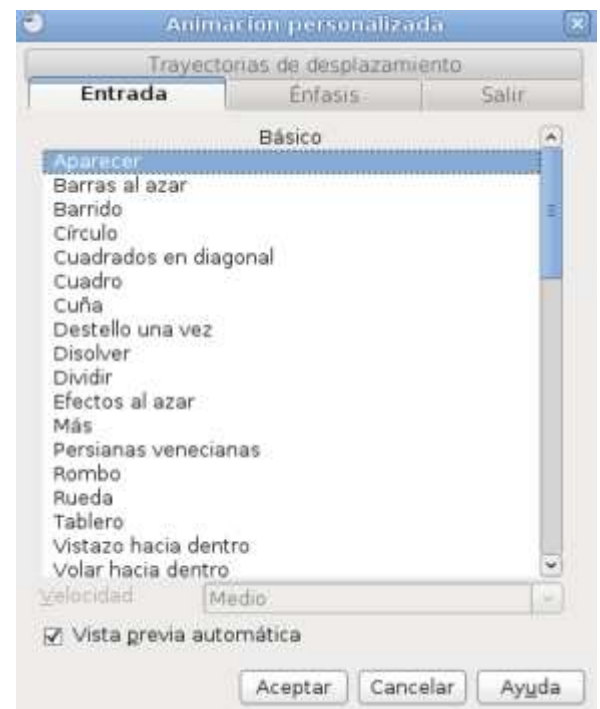 Animacion personalizada
Trayectorias de desplazamiento
Entrada Énfasis Salir
Básico
Aparecer
Barras al azar
Barrido
Círculo
Cuadrados en diagonal
Cuadro
Cuña
Destello una vez
Disolver
Dividir
Efectos al azar
Más
Persianas venecianas
Rombo
Rueda
Tablero
Vistazo hacia dentro
Volar hacia dentro
Velocidad Medio
Vista previa automática
Aceptar Cancelar Ayuda